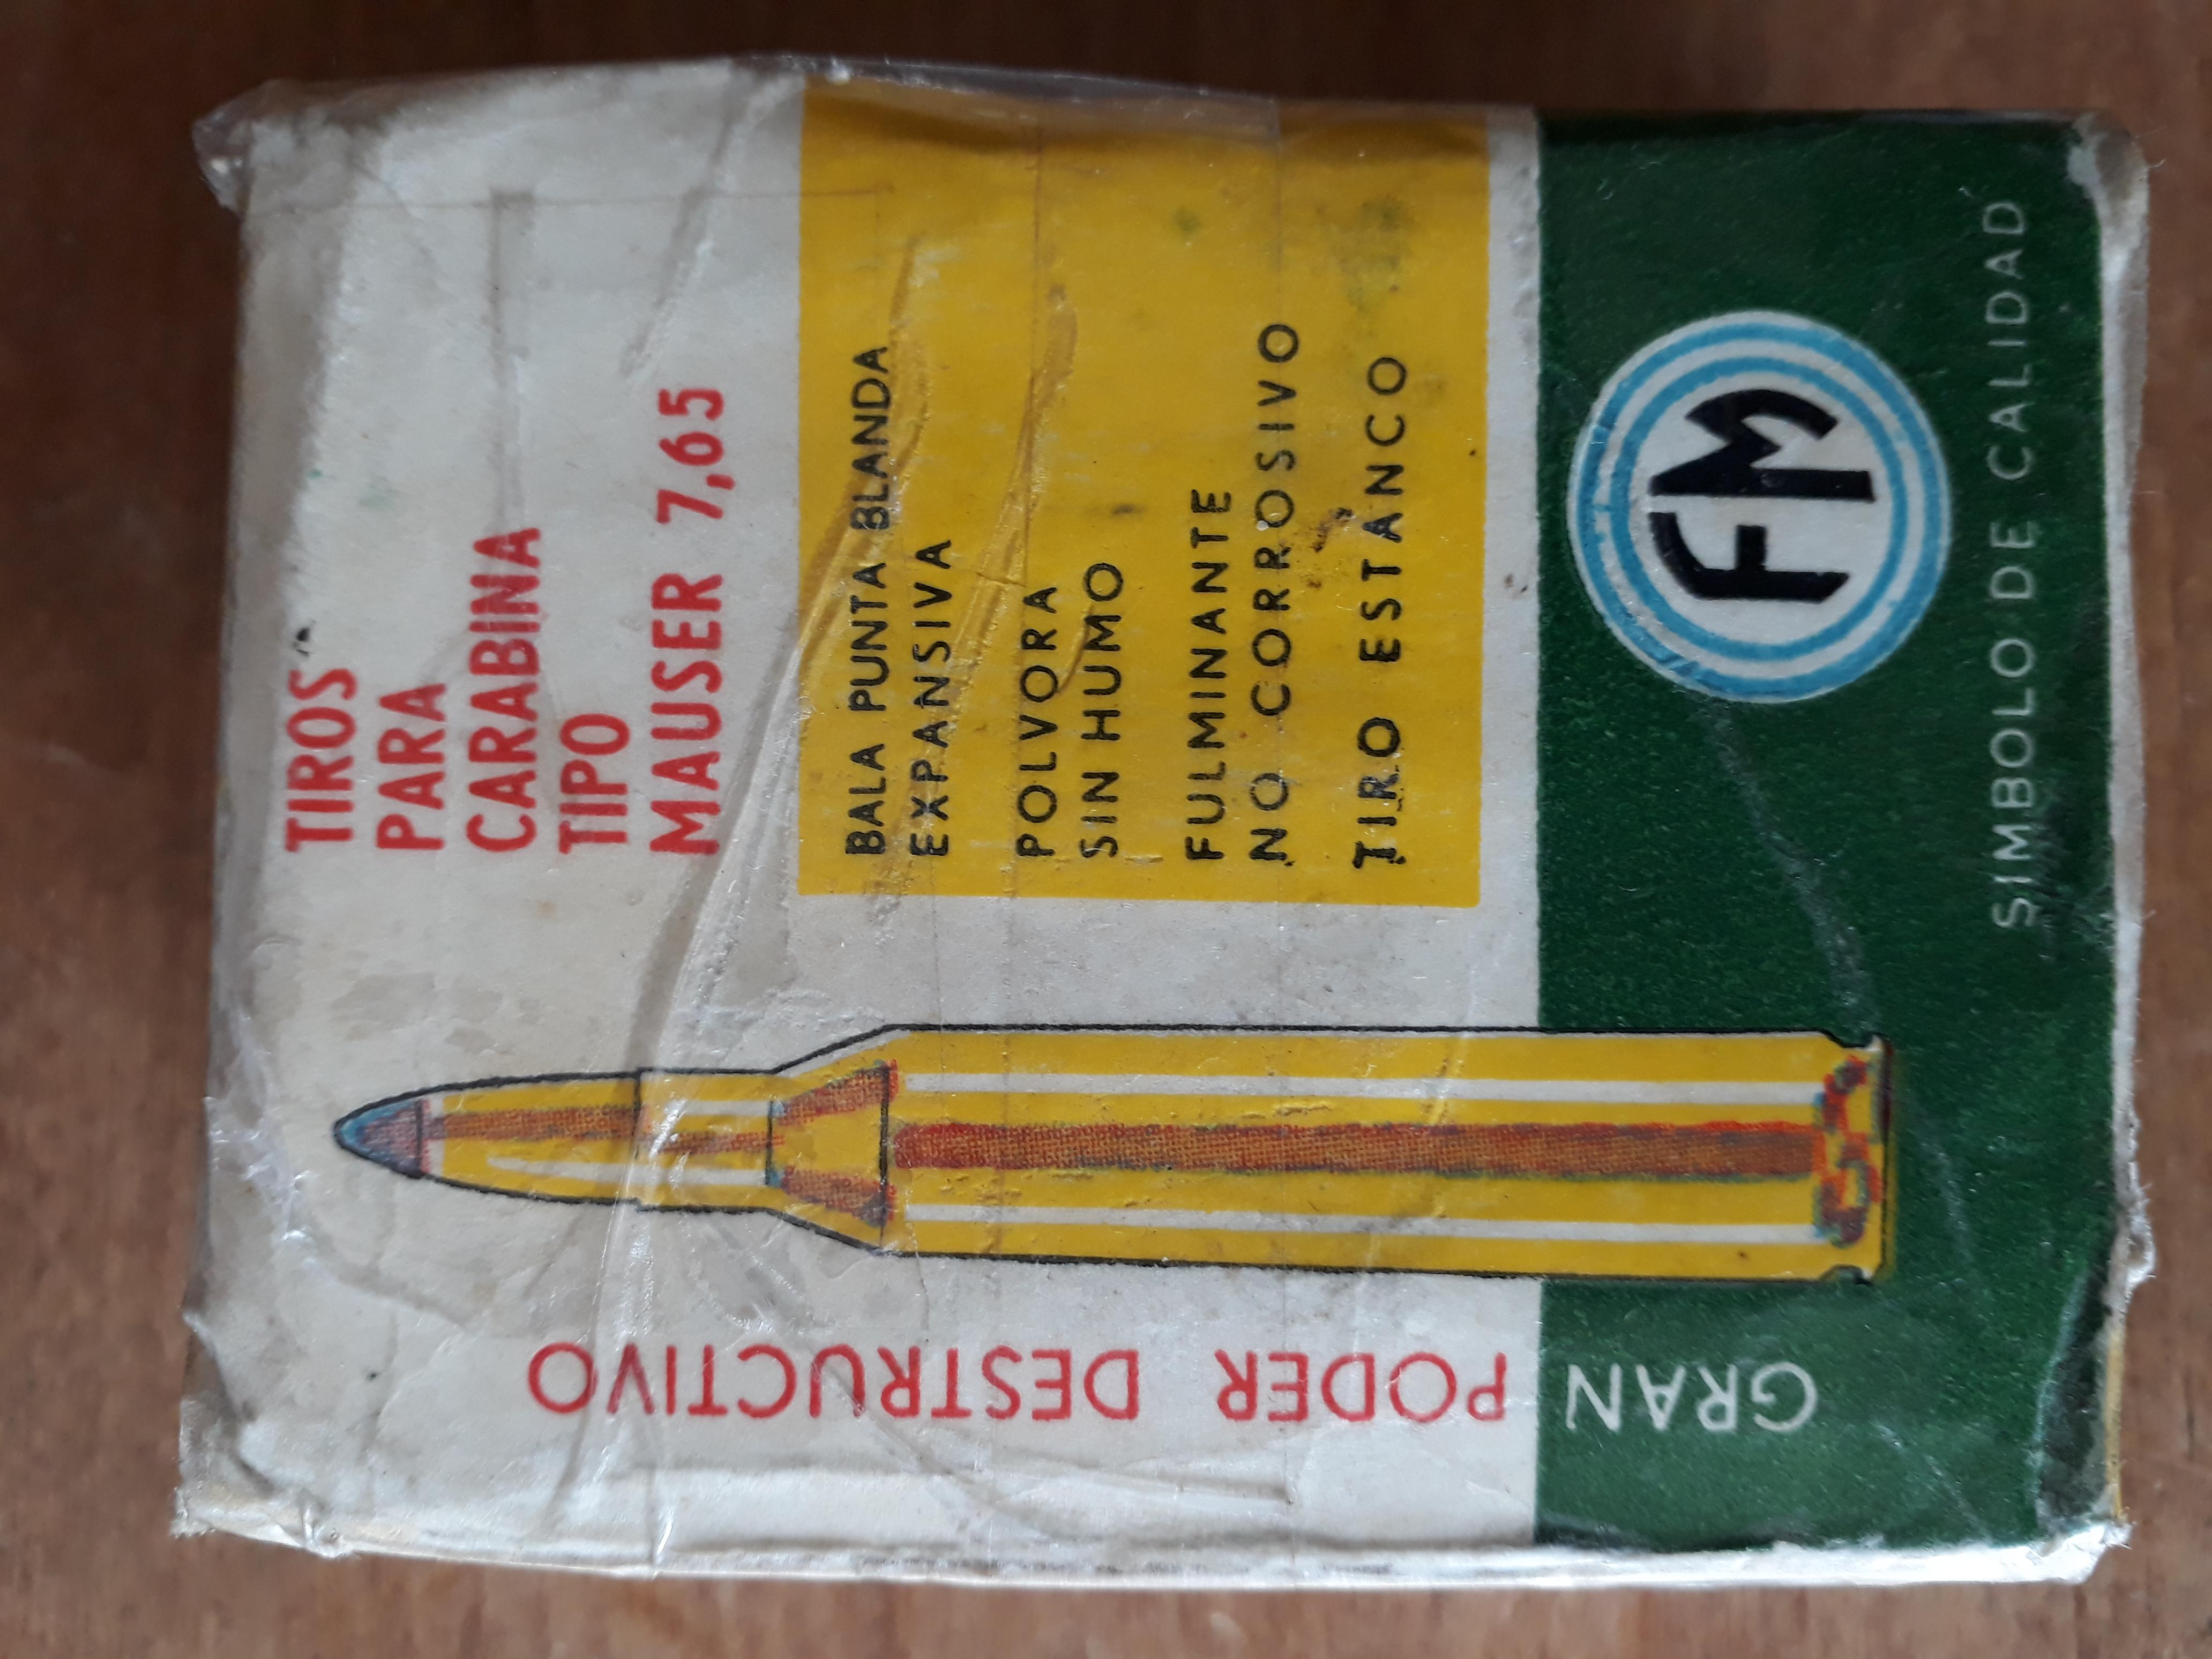 TIROS
PARA
CARABINA
TIPO
MAUSER 7,65
BALA PUNTA BLANDA
EXPANSIVA
POLVORA
SIN HUMO
FULMINANTE
NO CORROSIVO
TIRO ESTANCO
FM
SIMBOLO DE CALIDAD
GRAN PODER DESTRUCTIVO